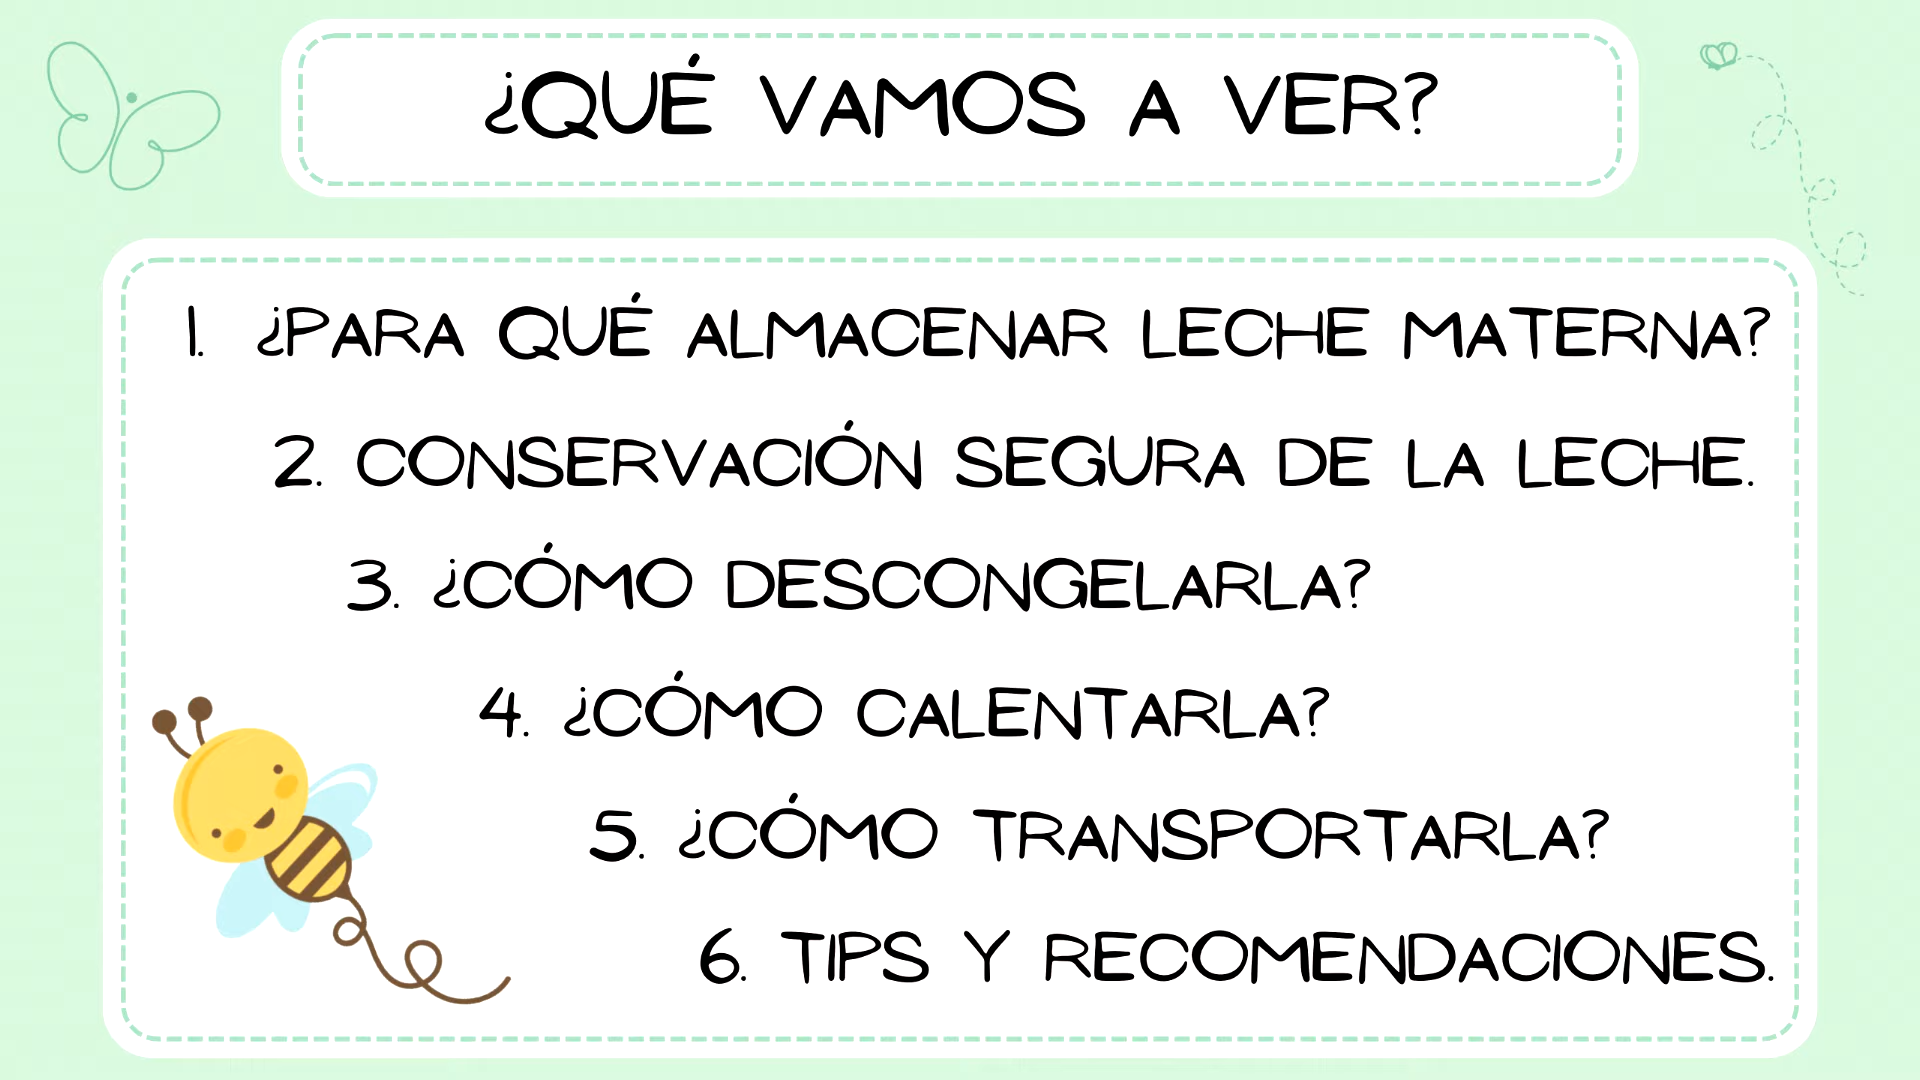 ¿QUÉ VAMOS A VER?
1. ¿PARA QUÉ ALMACENAR LECHE MATERNA?
2. CONSERVACIÓN SEGURA DE LA LECHE.
3. ¿CÓMO DESCONGELARLA?
4. ¿CÓMO CALENTARLA?
5. ¿CÓMO TRANSPORTARLA?
6. TIPS Y RECOMENDACIONES.